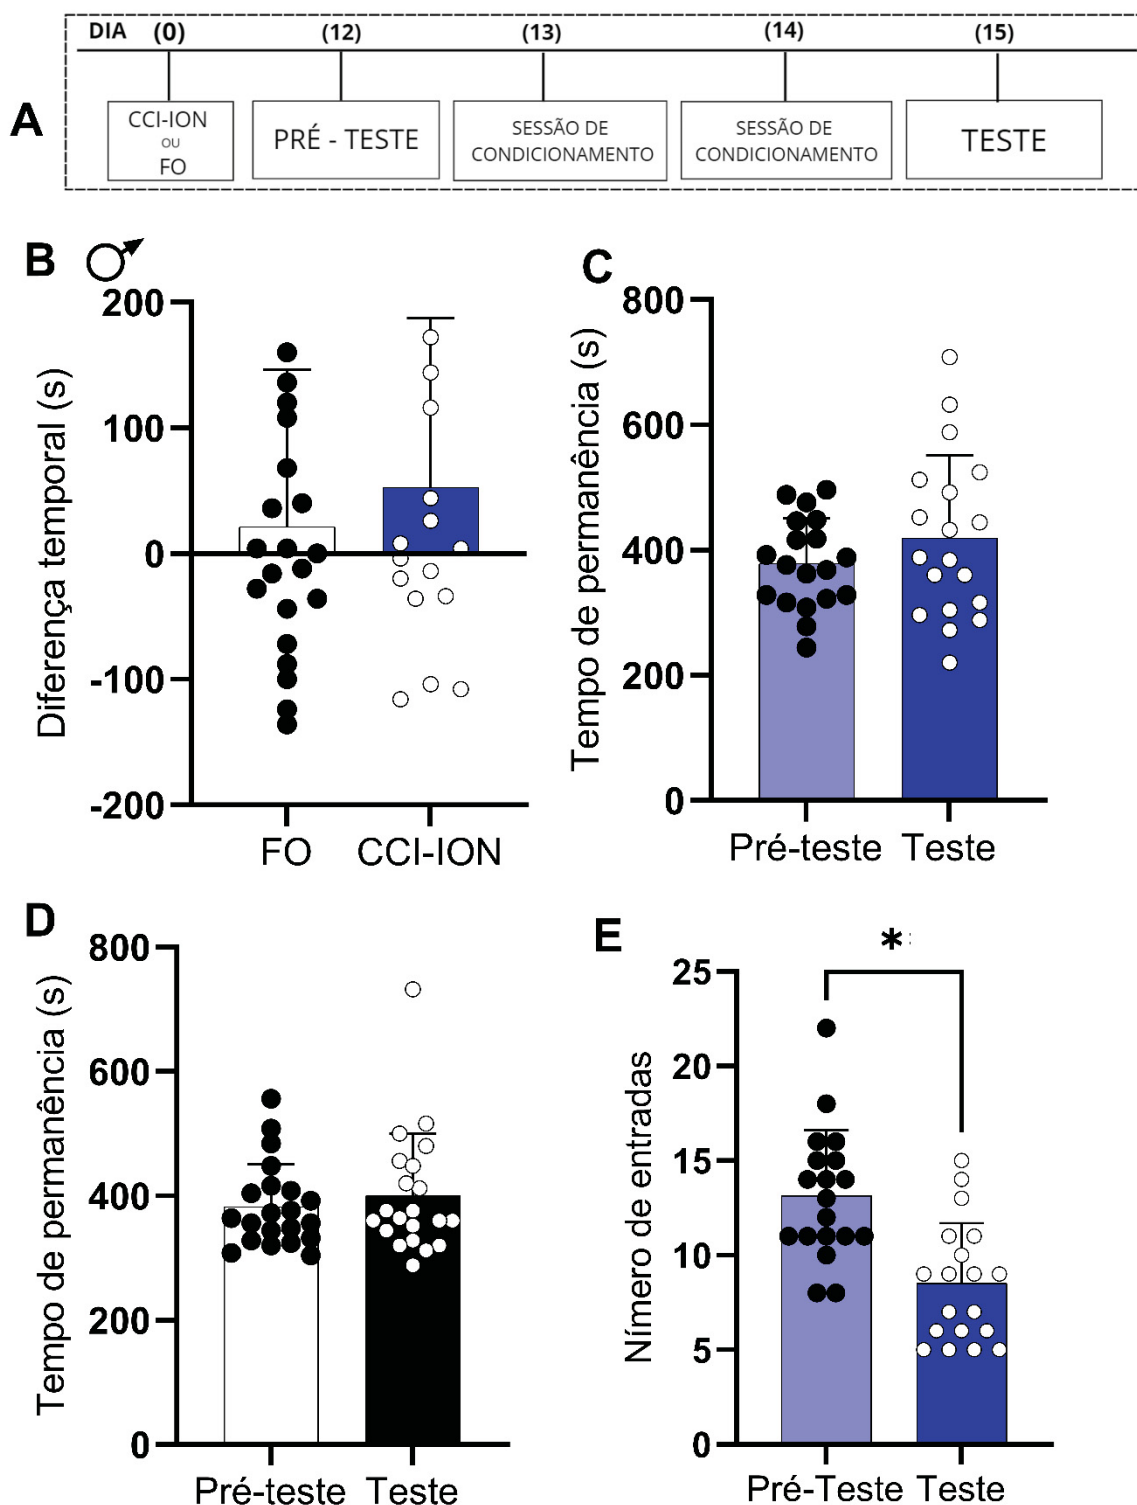 DIA (0) (12) (13) (14) (15)
A
CCI-ION
OU
FO
PRÉ - TESTE
SESSÃO DE
CONDICIONAMENTO
SESSÃO DE
CONDICIONAMENTO
TESTE
B
Diferença temporal (s)
200
100
0
-100
-200
FO CCI-ION
C
Tempo de permanência (s)
800
600
400
200
0
Pré-teste Teste
D
Tempo de permanência (s)
800
600
400
200
0
Pré-teste Teste
E
*
Nímero de entradas
25
20
15
10
5
0
Pré-Teste Teste